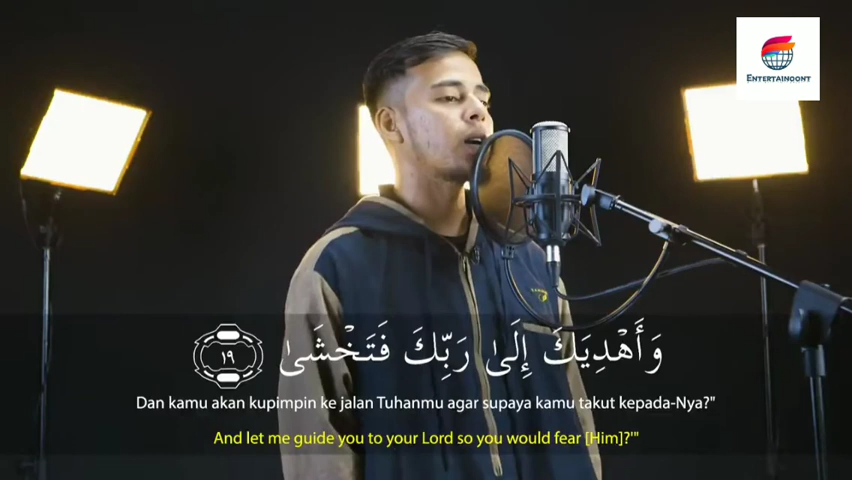 ENTERTAINQONT
وَأَهْدِيَكَ إِلَىٰ رَبِّكَ فَتَخْشَىٰ ١٩
Dan kamu akan kupimpin ke jalan Tuhanmu agar supaya kamu takut kepada-Nya?"
And let me guide you to your Lord so you would fear [Him]?'"